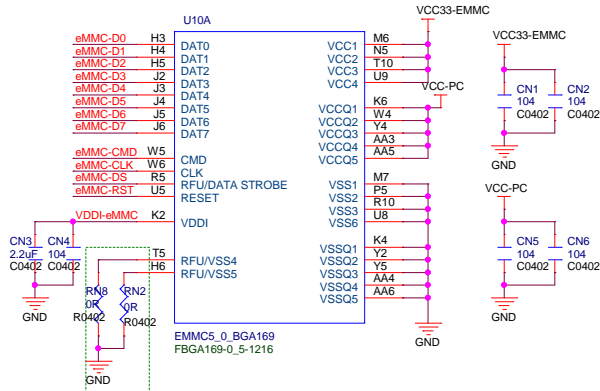 U10A
VCC33-EMMC
eMMC-D0 H3 DAT0 VCC1 M6
eMMC-D1 H4 DAT1 VCC2 N5
eMMC-D2 H5 DAT2 VCC3 T10
eMMC-D3 J2 DAT3 VCC4 U9
eMMC-D4 J3 DAT4
eMMC-D5 J4 DAT5 VCCQ1 K6
eMMC-D6 J5 DAT6 VCCQ2 W4
eMMC-D7 J6 DAT7 VCCQ3 Y4
VCCQ4 AA3
VCCQ5 AA5
VCC-PC
eMMC-CMD W5 CMD
eMMC-CLK W6 CLK
eMMC-DS R5 RFU/DATA STROBE VSS1 M7
eMMC-RST U5 RESET VSS2 P5
VSS3 R10
VDDI-eMMC K2 VDDI VSS6 U8
VSSQ1 K4
VSSQ2 Y2
T5 RFU/VSS4 VSSQ3 Y5
H6 RFU/VSS5 VSSQ4 AA4
VSSQ5 AA6
CN3
2.2uF
C0402
CN4
104
C0402
GND
RN8
0R
R0402
RN2
0R
R0402
GND
EMMC5_0_BGA169
FBGA169-0_5-1216
GND
VCC33-EMMC
CN1
104
C0402
CN2
104
C0402
GND
VCC-PC
CN5
104
C0402
CN6
104
C0402
GND